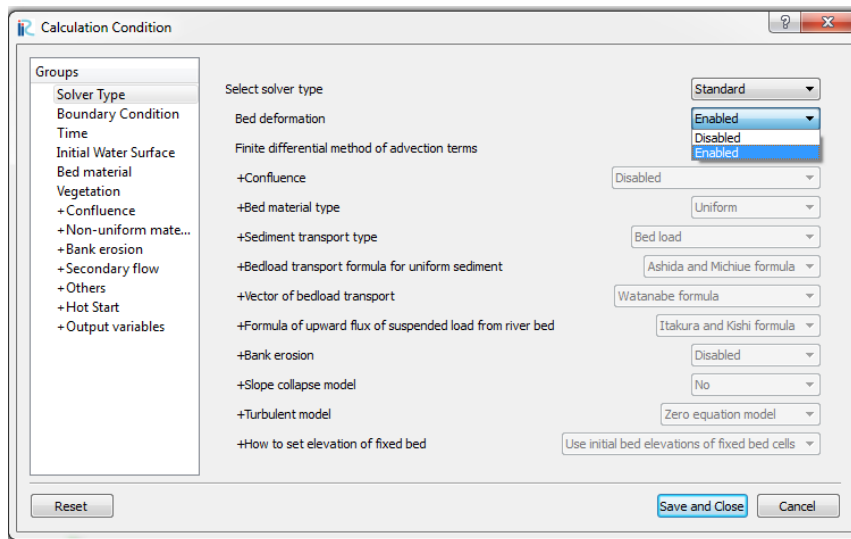 Calculation Condition
?
Groups
Solver Type
Boundary Condition
Time
Initial Water Surface
Bed material
Vegetation
+Confluence
+Non-uniform mate...
+Bank erosion
+Secondary flow
+Others
+Hot Start
+Output variables
Select solver type Standard
Bed deformation Enabled
Disabled
Finite differential method of advection terms
Enabled
+Confluence Disabled
+Bed material type Uniform
+Sediment transport type Bed load
+Bedload transport formula for uniform sediment Ashida and Michiue formula
+Vector of bedload transport Watanabe formula
+Formula of upward flux of suspended load from river bed Itakura and Kishi formula
+Bank erosion Disabled
+Slope collapse model No
+Turbulent model Zero equation model
+How to set elevation of fixed bed Use initial bed elevations of fixed bed cells
Reset Save and Close Cancel